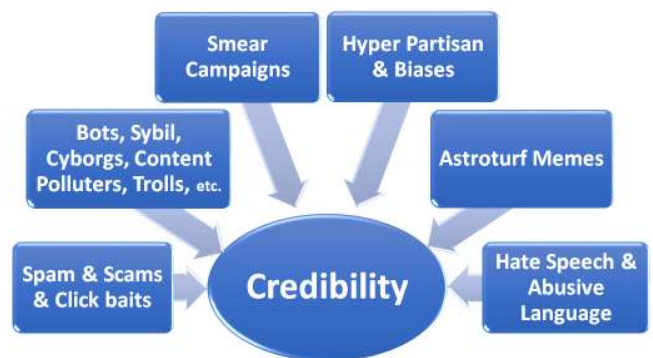 Smear
Campaigns
Hyper Partisan
& Biases
Bots, Sybil,
Cyborgs, Content
Polluters, Trolls, etc.
Astroturf Memes
Spam & Scams
& Click baits
Credibility
Hate Speech &
Abusive
Language